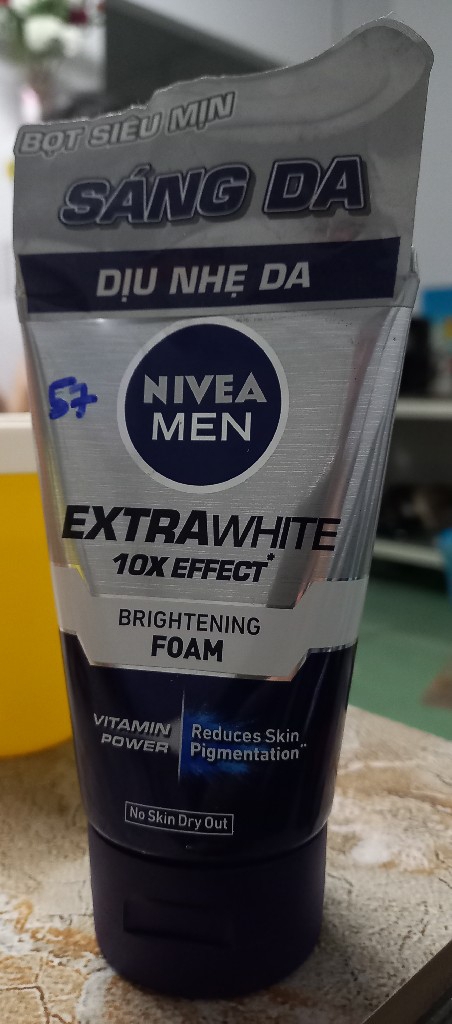 BỌT SIÊU MỊN
SÁNG DA
DỊU NHẸ DA
57
NIVEA
MEN
EXTRAWHITE
10X EFFECT*
BRIGHTENING
FOAM
VITAMIN
POWER
Reduces Skin
Pigmentation**
No Skin Dry Out